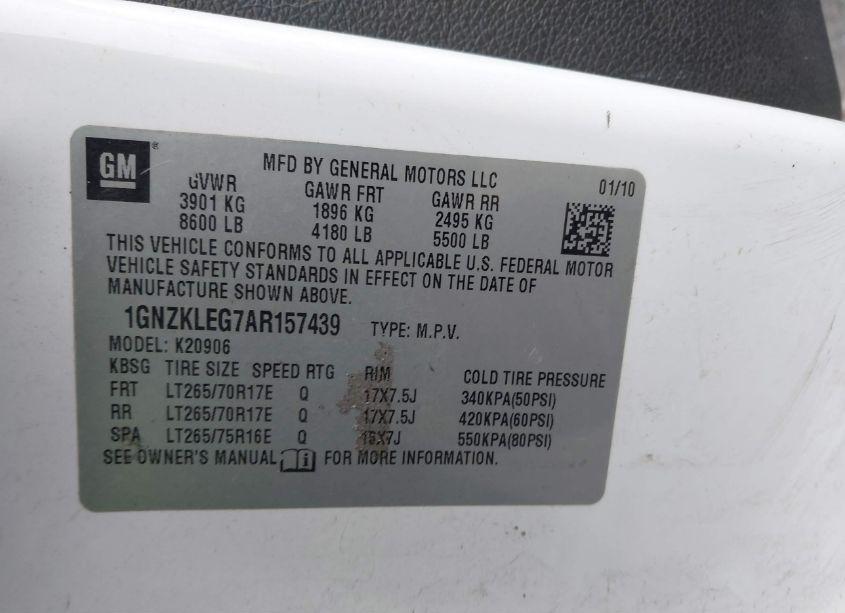 GM ®
MFD BY GENERAL MOTORS LLC 01/10
GVWR GAWR FRT GAWR RR
3901 KG 1896 KG 2495 KG
8600 LB 4180 LB 5500 LB
THIS VEHICLE CONFORMS TO ALL APPLICABLE U.S. FEDERAL MOTOR
VEHICLE SAFETY STANDARDS IN EFFECT ON THE DATE OF
MANUFACTURE SHOWN ABOVE.
1GNZKLEG7AR157439 TYPE: M.P.V.
MODEL: K20906
KBSG TIRE SIZE SPEED RTG RIM COLD TIRE PRESSURE
FRT LT265/70R17E Q 17X7.5J 340KPA(50PSI)
RR LT265/70R17E Q 17X7.5J 420KPA(60PSI)
SPA LT265/75R16E Q 16X7J 550KPA(80PSI)
SEE OWNER'S MANUAL i FOR MORE INFORMATION.